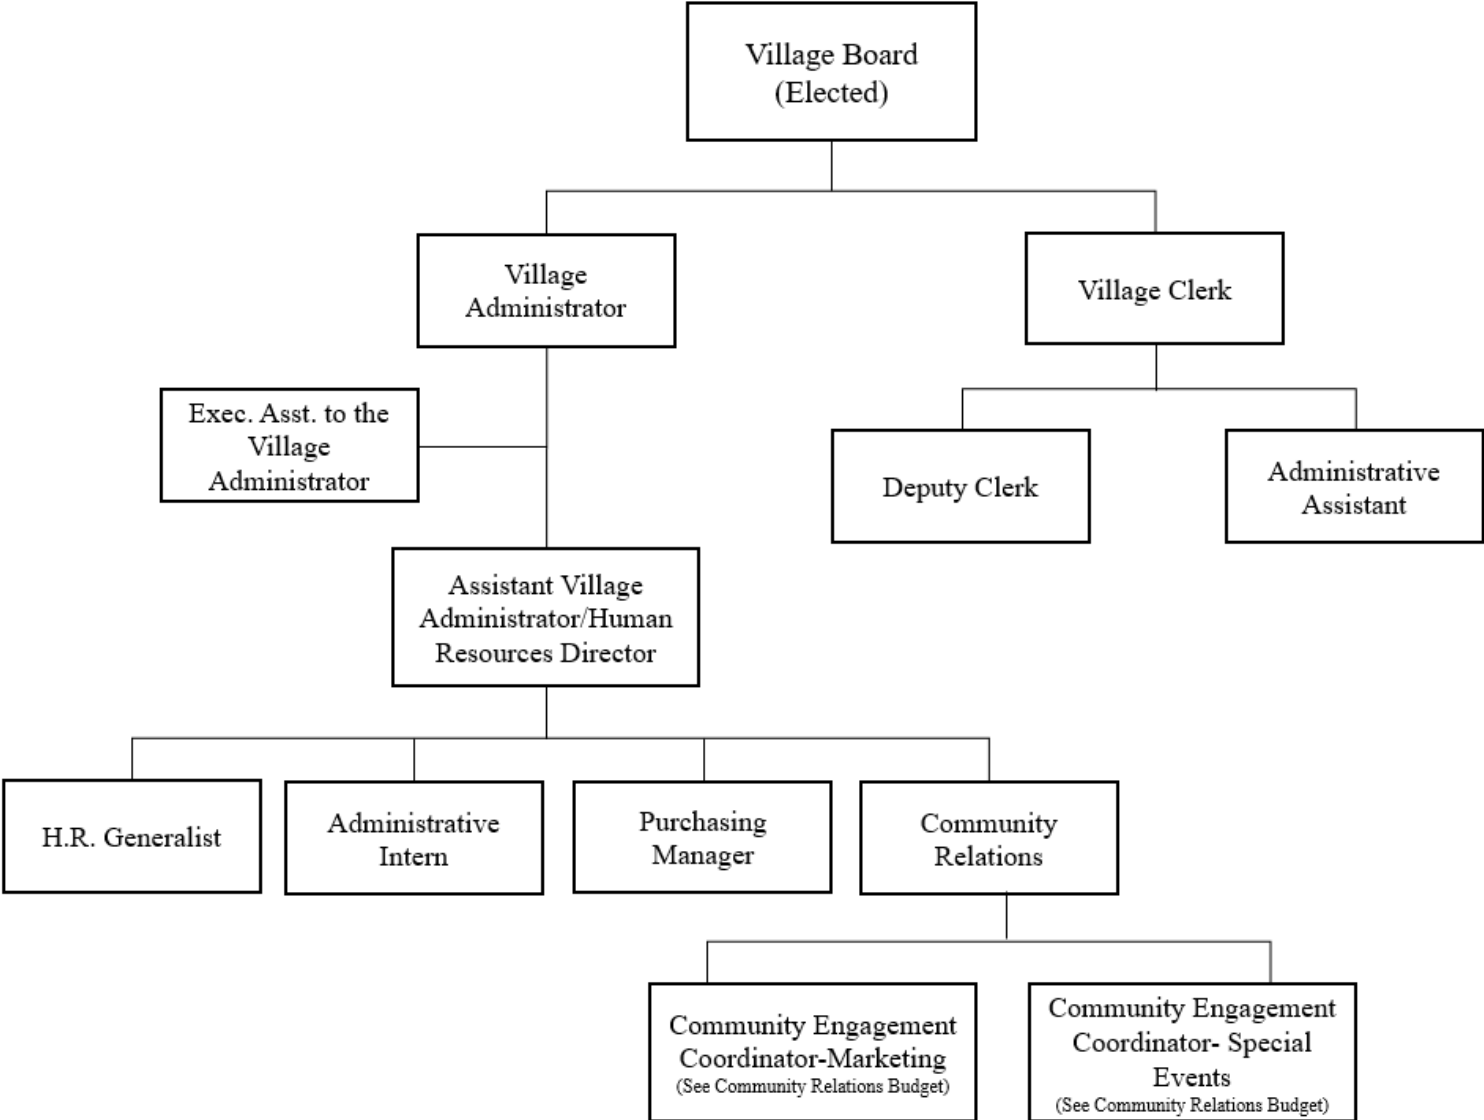 Village Board
(Elected)
Village
Administrator
Village Clerk
Exec. Asst. to the
Village
Administrator
Deputy Clerk
Administrative
Assistant
Assistant Village
Administrator/Human
Resources Director
H.R. Generalist
Administrative
Intern
Purchasing
Manager
Community
Relations
Community Engagement
Coordinator-Marketing
(See Community Relations Budget)
Community Engagement
Coordinator- Special
Events
(See Community Relations Budget)